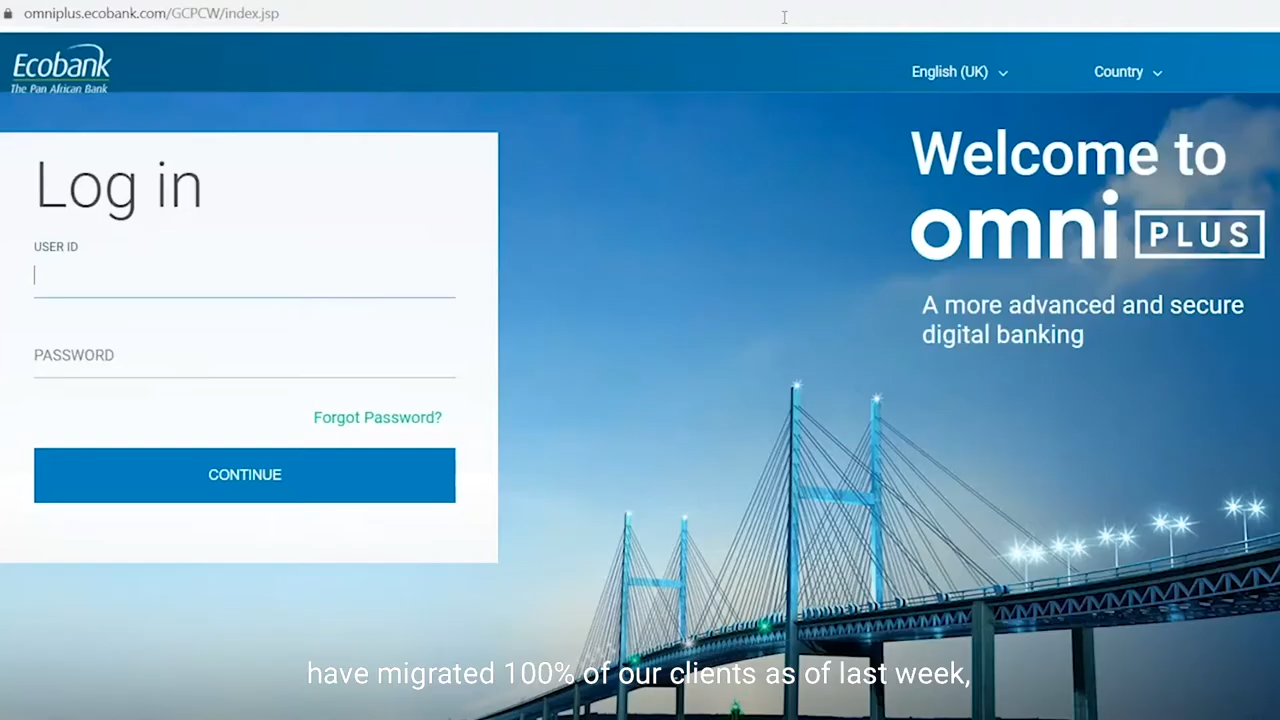 omniplus.ecobank.com/GCPCW/index.jsp
Ecobank
The Pan African Bank
English (UK)
Country
Log in
USER ID
PASSWORD
Forgot Password?
CONTINUE
Welcome to
omni PLUS
A more advanced and secure
digital banking
have migrated 100% of our clients as of last week,